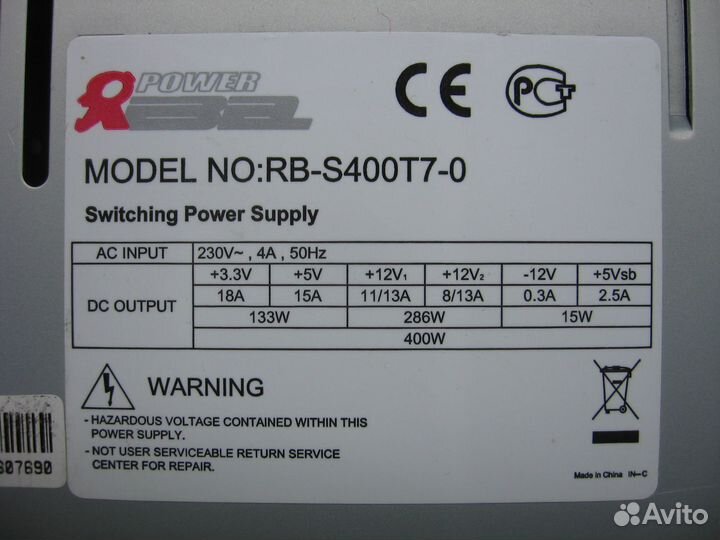 POWER
CE
PCT
MODEL NO:RB-S400T7-0
Switching Power Supply
AC INPUT 230V~ , 4A , 50Hz
DC OUTPUT +3.3V +5V +12V₁ +12V₂ -12V +5Vsb
18A 15A 11/13A 8/13A 0.3A 2.5A
133W 286W 15W
400W
WARNING
- HAZARDOUS VOLTAGE CONTAINED WITHIN THIS
POWER SUPPLY.
- NOT USER SERVICEABLE RETURN SERVICE
CENTER FOR REPAIR.
607690
Made in China IN-C
Avito